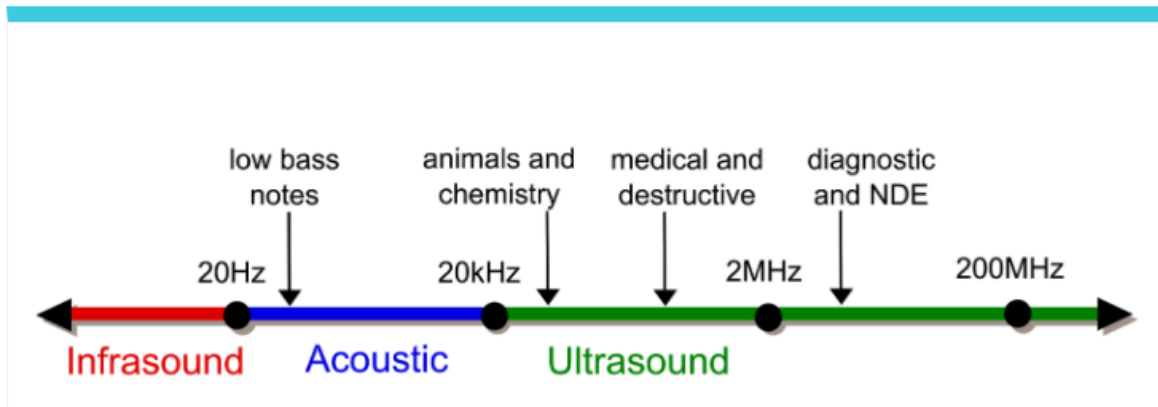 low bass
notes
animals and
chemistry
medical and
destructive
diagnostic
and NDE
20Hz
20kHz
2MHz
200MHz
Infrasound
Acoustic
Ultrasound